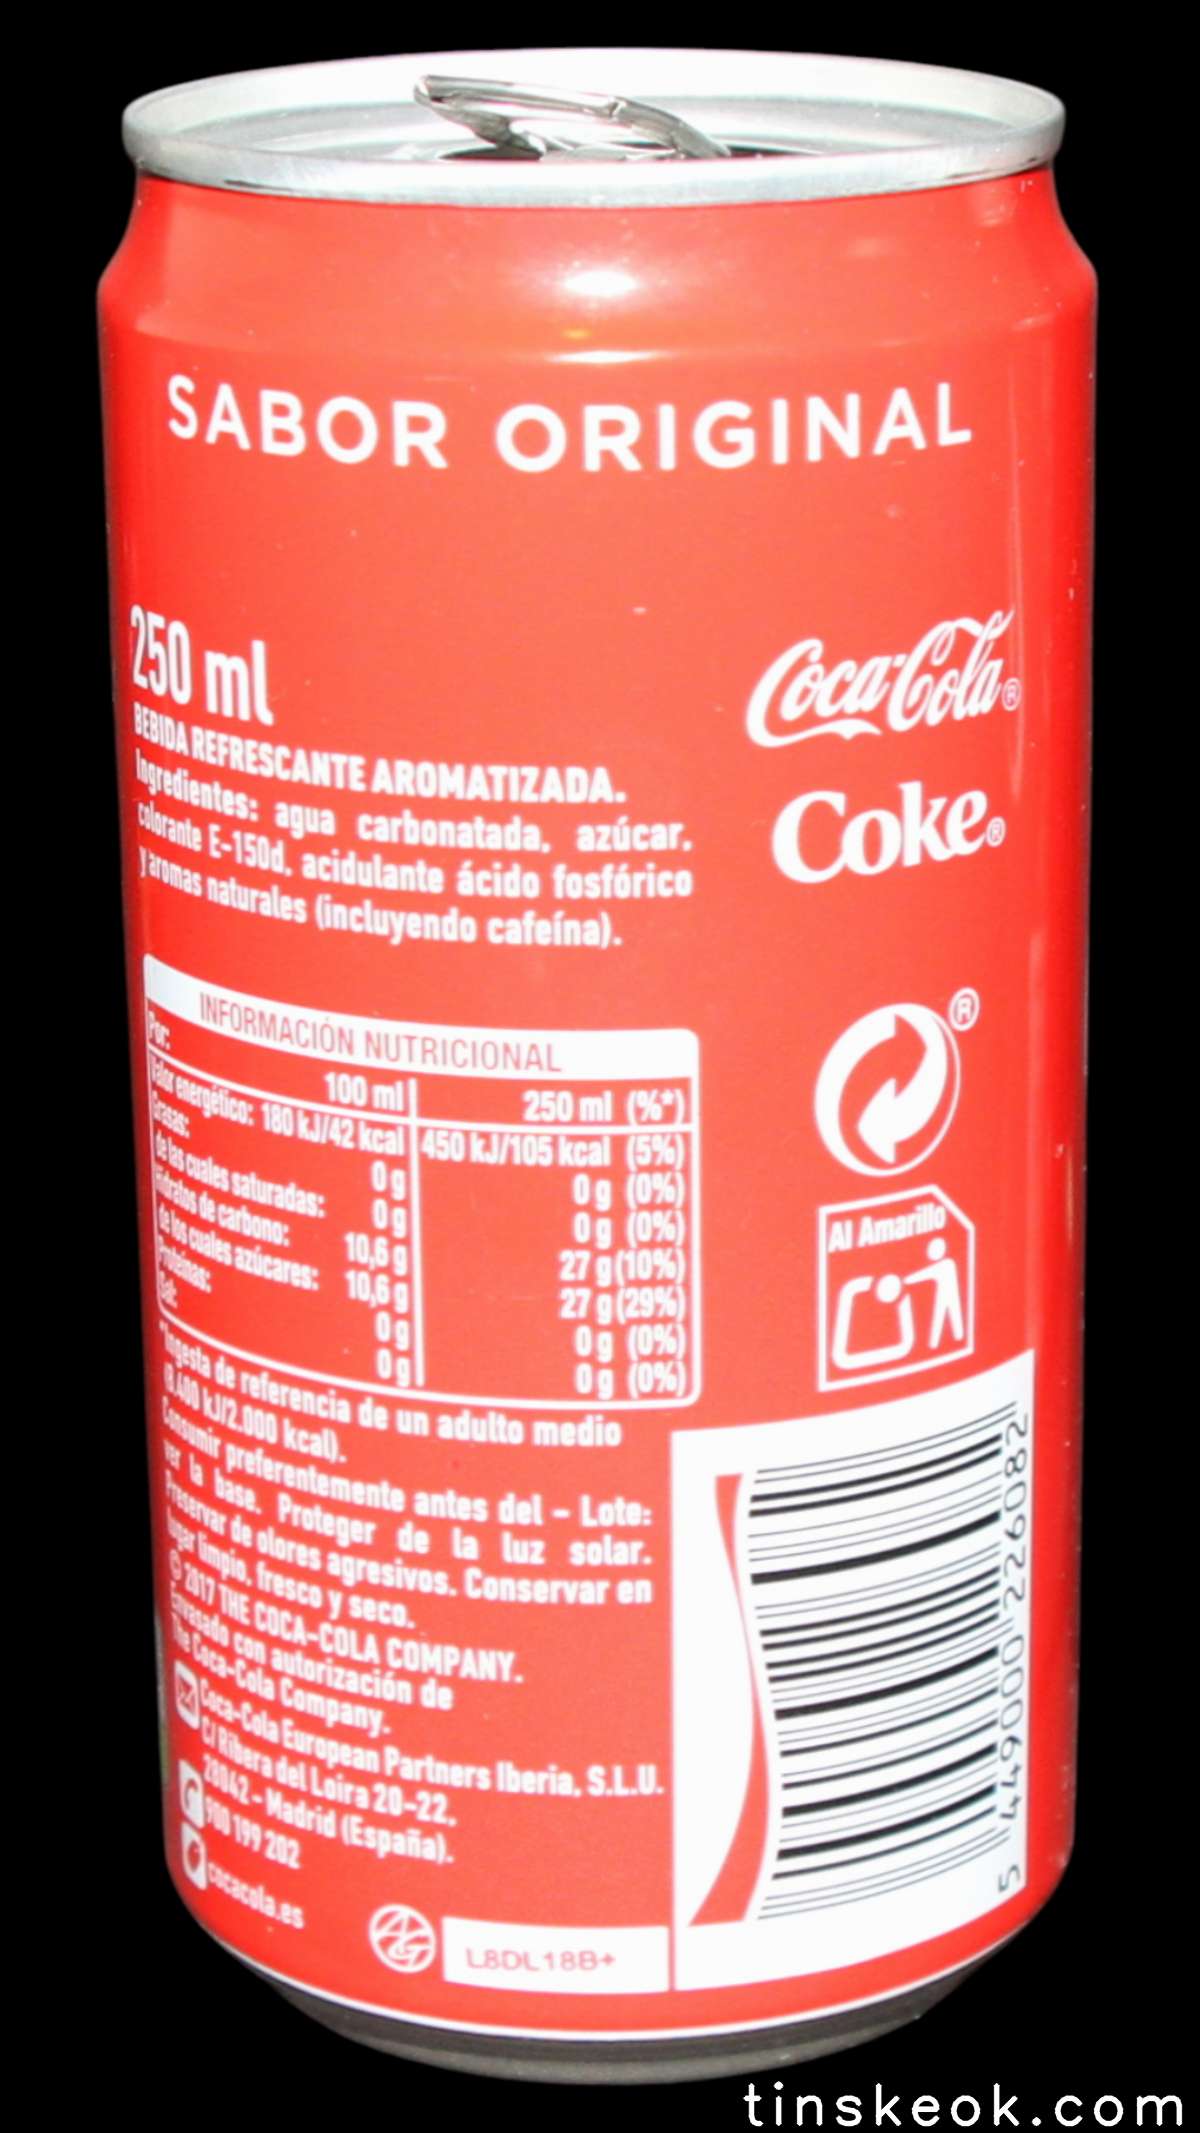 SABOR ORIGINAL
250 ml
BEBIDA REFRESCANTE AROMATIZADA.
Ingredientes: agua carbonatada, azúcar,
colorante E-150d, acidulante ácido fosfórico
y aromas naturales (incluyendo cafeína).
Coca-Cola®
Coke®
®
INFORMACIÓN NUTRICIONAL
Por: 100 ml 250 ml (%*)
Valor energético: 180 kJ/42 kcal 450 kJ/105 kcal (5%)
Grasas: 0 g 0 g (0%)
de las cuales saturadas: 0 g 0 g (0%)
Hidratos de carbono: 10,6 g 27 g (10%)
de los cuales azúcares: 10,6 g 27 g (29%)
Proteínas: 0 g 0 g (0%)
Sal: 0 g 0 g (0%)
*Ingesta de referencia de un adulto medio
(8.400 kJ/2.000 kcal).
Consumir preferentemente antes del - Lote:
ver la base. Proteger de la luz solar.
Preservar de olores agresivos. Conservar en
lugar limpio, fresco y seco.
© 2017 THE COCA-COLA COMPANY.
Envasado con autorización de
The Coca-Cola Company.
Coca-Cola European Partners Iberia, S.L.U.
C/ Ribera del Loira 20-22.
28042 - Madrid (España).
900 199 202
cocacola.es
L8DL18B+
Al Amarillo
5 449000 226082
tinskeok.com